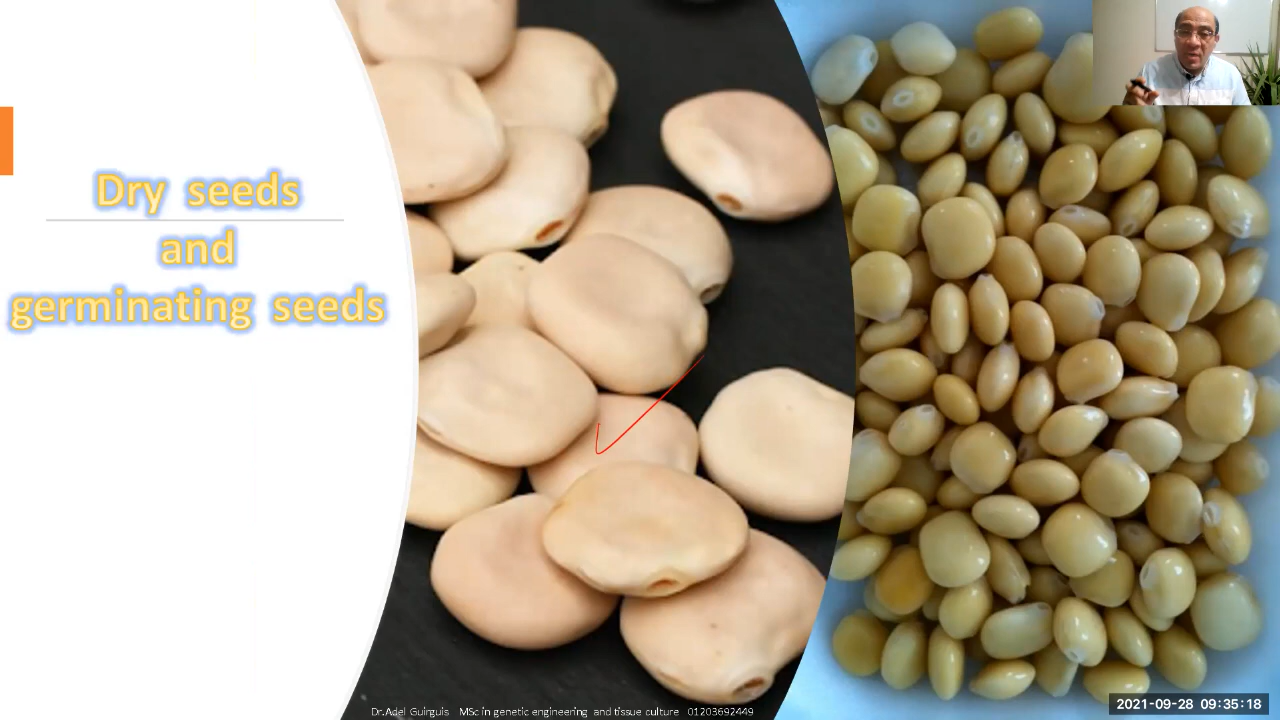 Dry seeds
and
germinating seeds
Dr.Adel Guirguis MSc in genetic engineering and tissue culture 01203692449
2021-09-28 09:35:18